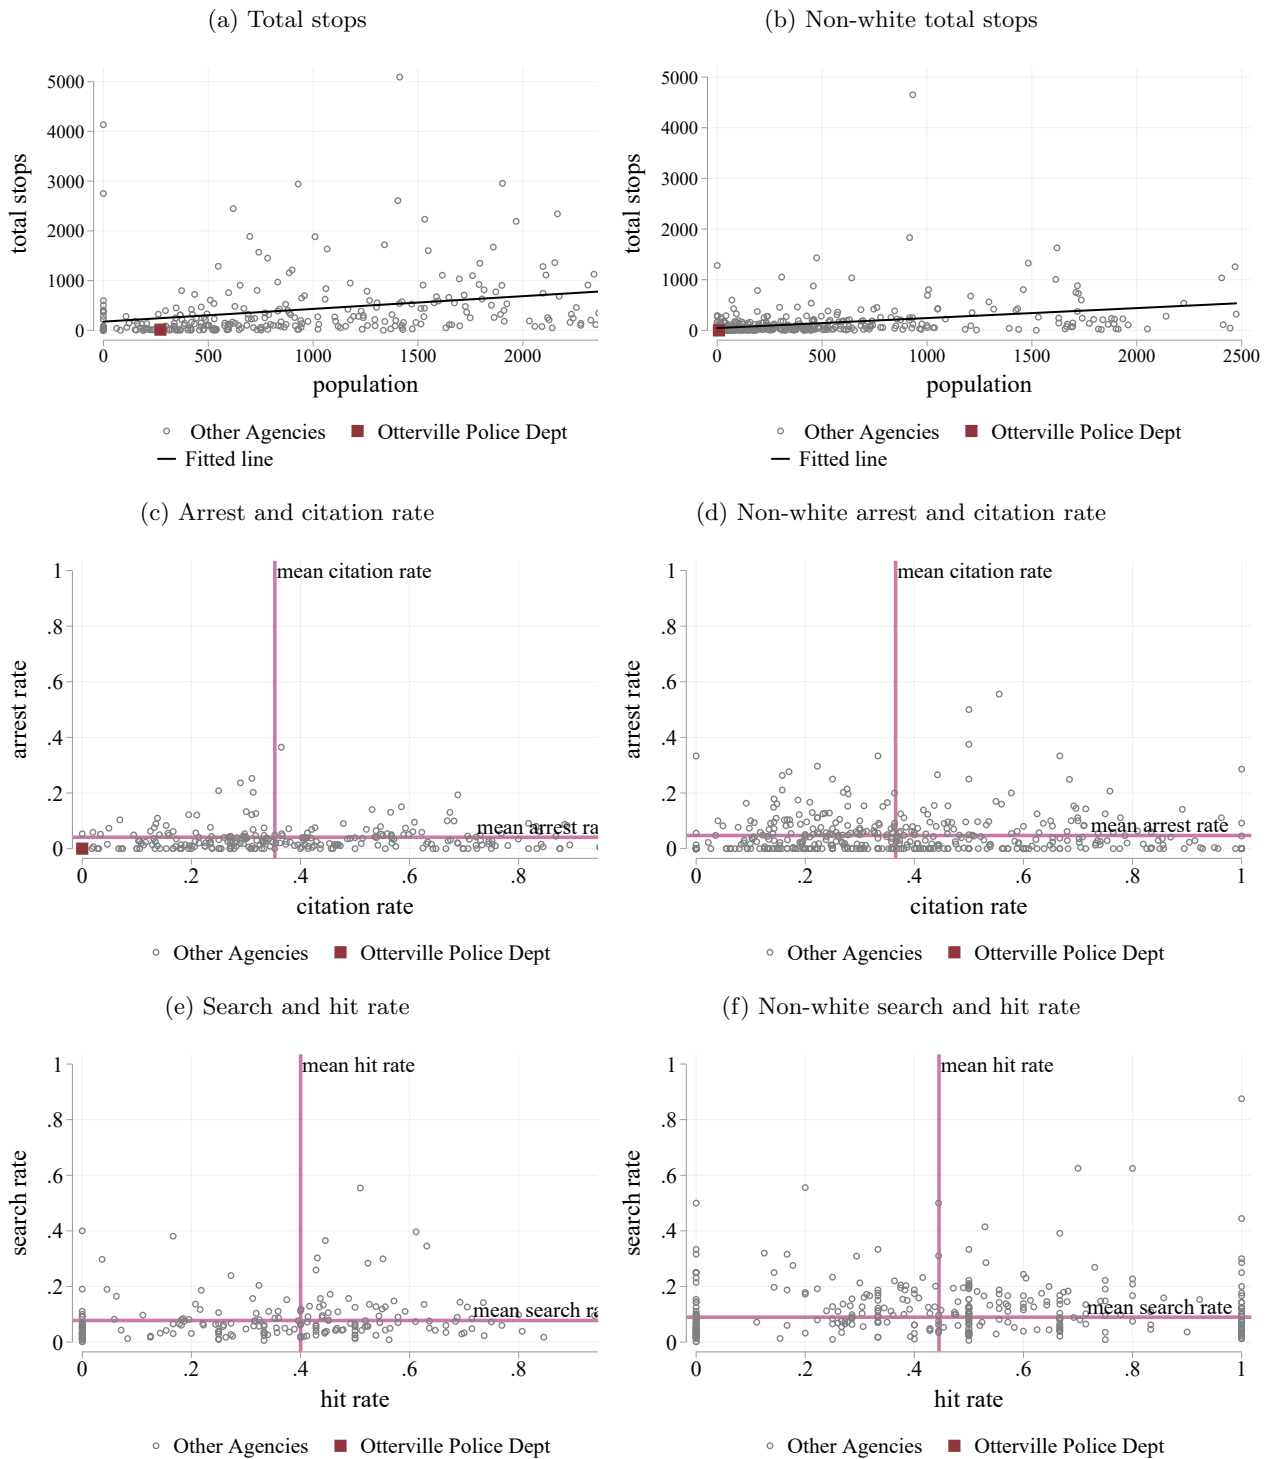 (a) Total stops
(b) Non-white total stops
total stops
5000
4000
3000
2000
1000
0
0 500 1000 1500 2000
population
Other Agencies Otterville Police Dept
Fitted line
total stops
5000
4000
3000
2000
1000
0
0 500 1000 1500 2000 2500
population
Other Agencies Otterville Police Dept
Fitted line
(c) Arrest and citation rate
(d) Non-white arrest and citation rate
arrest rate
1
.8
.6
.4
.2
0
mean citation rate
mean arrest ra
0 .2 .4 .6 .8
citation rate
Other Agencies Otterville Police Dept
arrest rate
1
.8
.6
.4
.2
0
mean citation rate
mean arrest rate
0 .2 .4 .6 .8 1
citation rate
Other Agencies Otterville Police Dept
(e) Search and hit rate
(f) Non-white search and hit rate
search rate
1
.8
.6
.4
.2
0
mean hit rate
mean search ra
0 .2 .4 .6 .8
hit rate
Other Agencies Otterville Police Dept
search rate
1
.8
.6
.4
.2
0
mean hit rate
mean search rate
0 .2 .4 .6 .8 1
hit rate
Other Agencies Otterville Police Dept